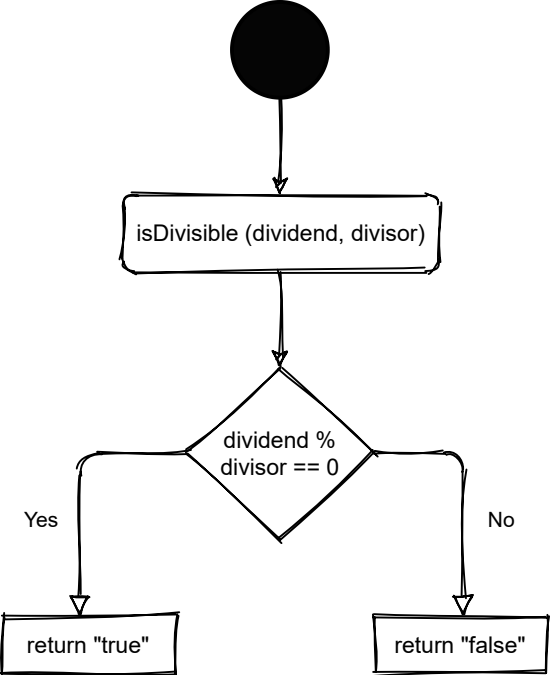 isDivisible (dividend, divisor)
dividend %
divisor == 0
Yes
No
return "true"
return "false"